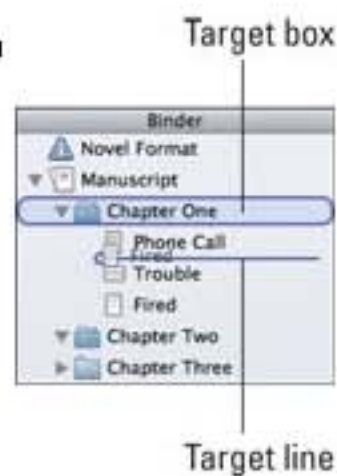 Target box
Binder
Novel Format
Manuscript
Chapter One
Phone Call
Fired
Trouble
Fired
Chapter Two
Chapter Three
Target line